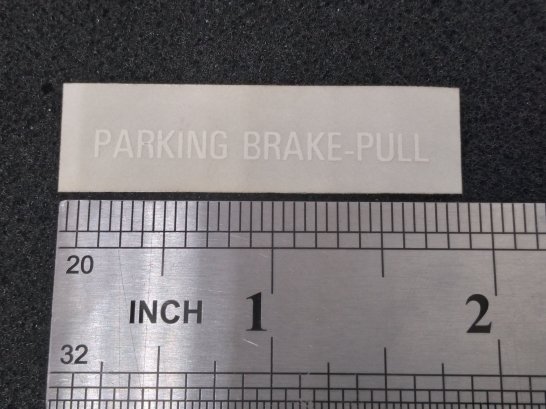 PARKING BRAKE-PULL
20
INCH 1 2
32